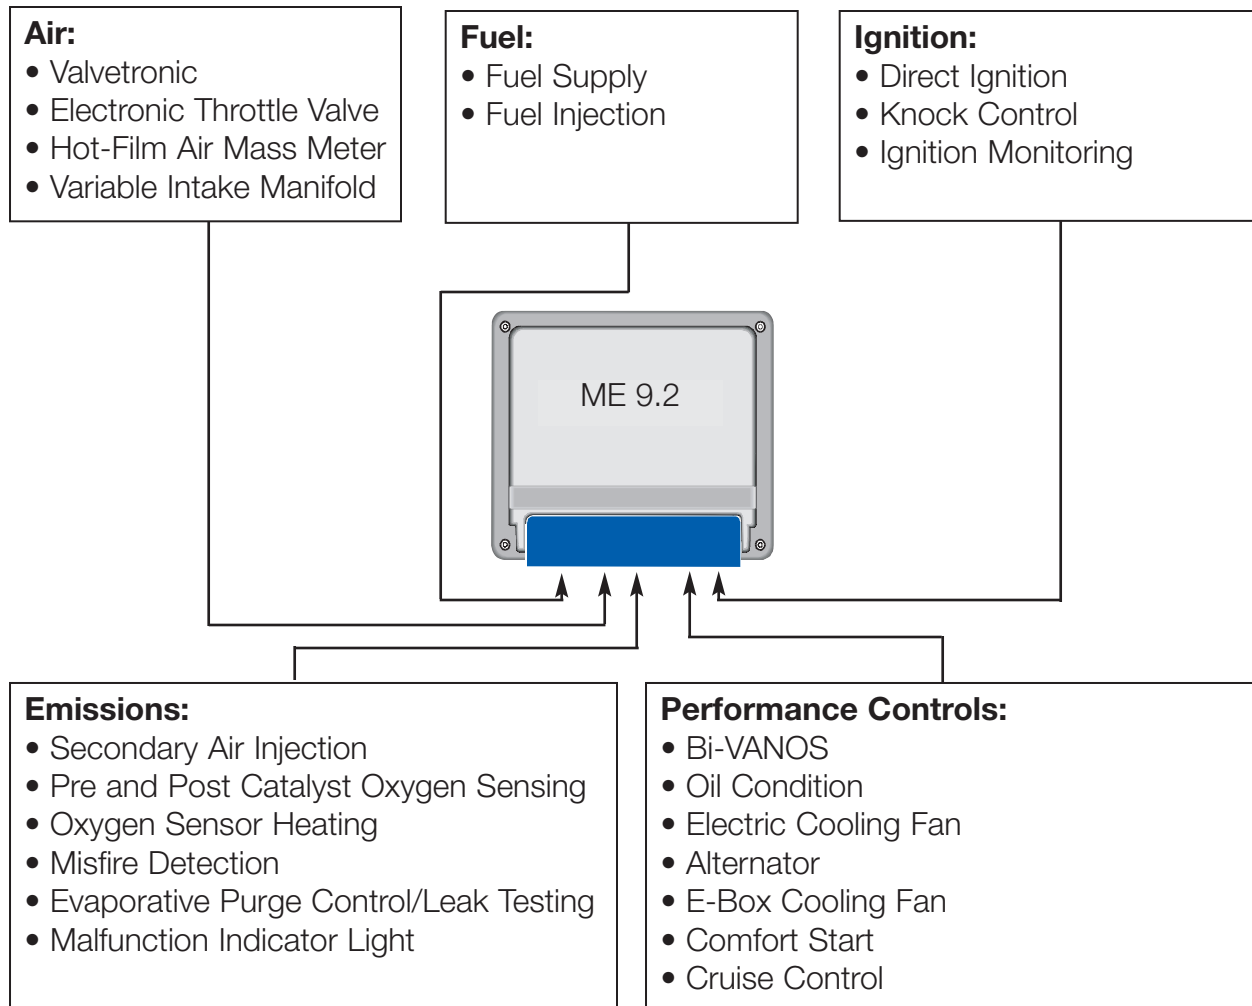 Air:
• Valvetronic
• Electronic Throttle Valve
• Hot-Film Air Mass Meter
• Variable Intake Manifold
Fuel:
• Fuel Supply
• Fuel Injection
Ignition:
• Direct Ignition
• Knock Control
• Ignition Monitoring
ME 9.2
Emissions:
• Secondary Air Injection
• Pre and Post Catalyst Oxygen Sensing
• Oxygen Sensor Heating
• Misfire Detection
• Evaporative Purge Control/Leak Testing
• Malfunction Indicator Light
Performance Controls:
• Bi-VANOS
• Oil Condition
• Electric Cooling Fan
• Alternator
• E-Box Cooling Fan
• Comfort Start
• Cruise Control